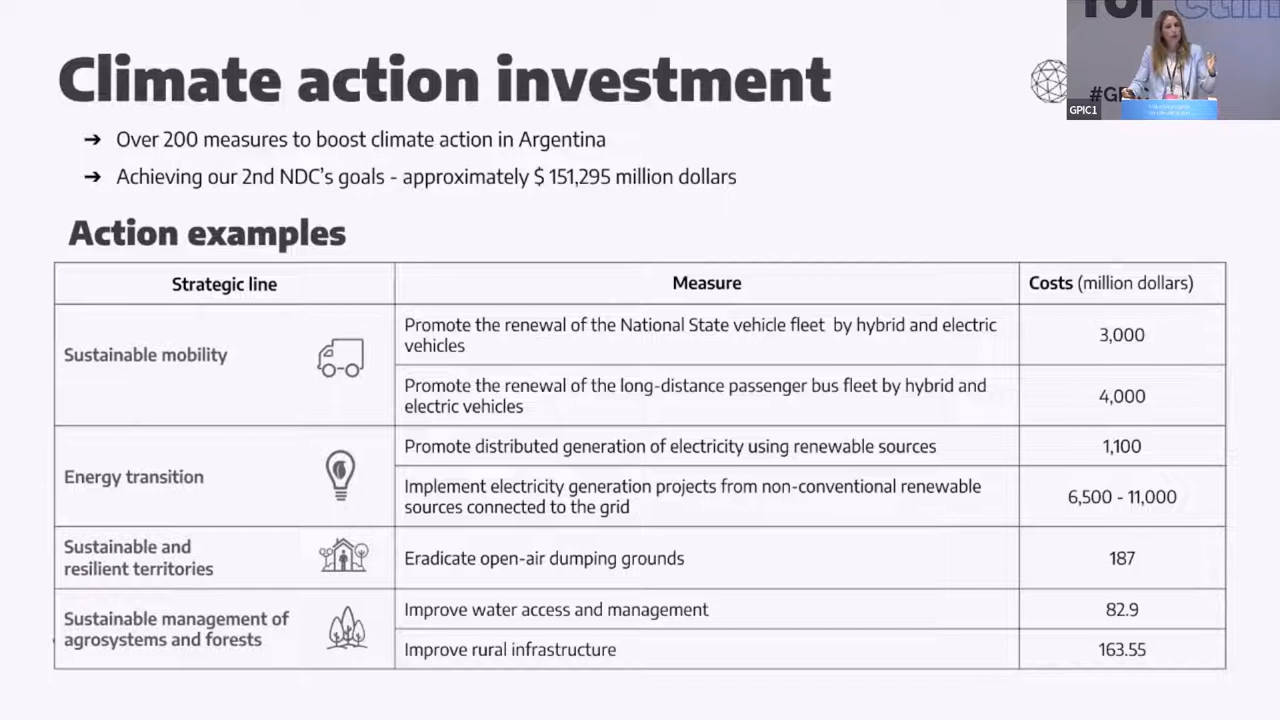 Climate action investment
➔ Over 200 measures to boost climate action in Argentina
➔ Achieving our 2nd NDC's goals - approximately $ 151,295 million dollars
Action examples
Strategic line
Measure
Costs (million dollars)
Sustainable mobility
Promote the renewal of the National State vehicle fleet by hybrid and electric
vehicles
3,000
Promote the renewal of the long-distance passenger bus fleet by hybrid and
electric vehicles
4,000
Energy transition
Promote distributed generation of electricity using renewable sources
1,100
Implement electricity generation projects from non-conventional renewable
sources connected to the grid
6,500 - 11,000
Sustainable and
resilient territories
Eradicate open-air dumping grounds
187
Sustainable management of
agrosystems and forests
Improve water access and management
82.9
Improve rural infrastructure
163.55
GPIC1